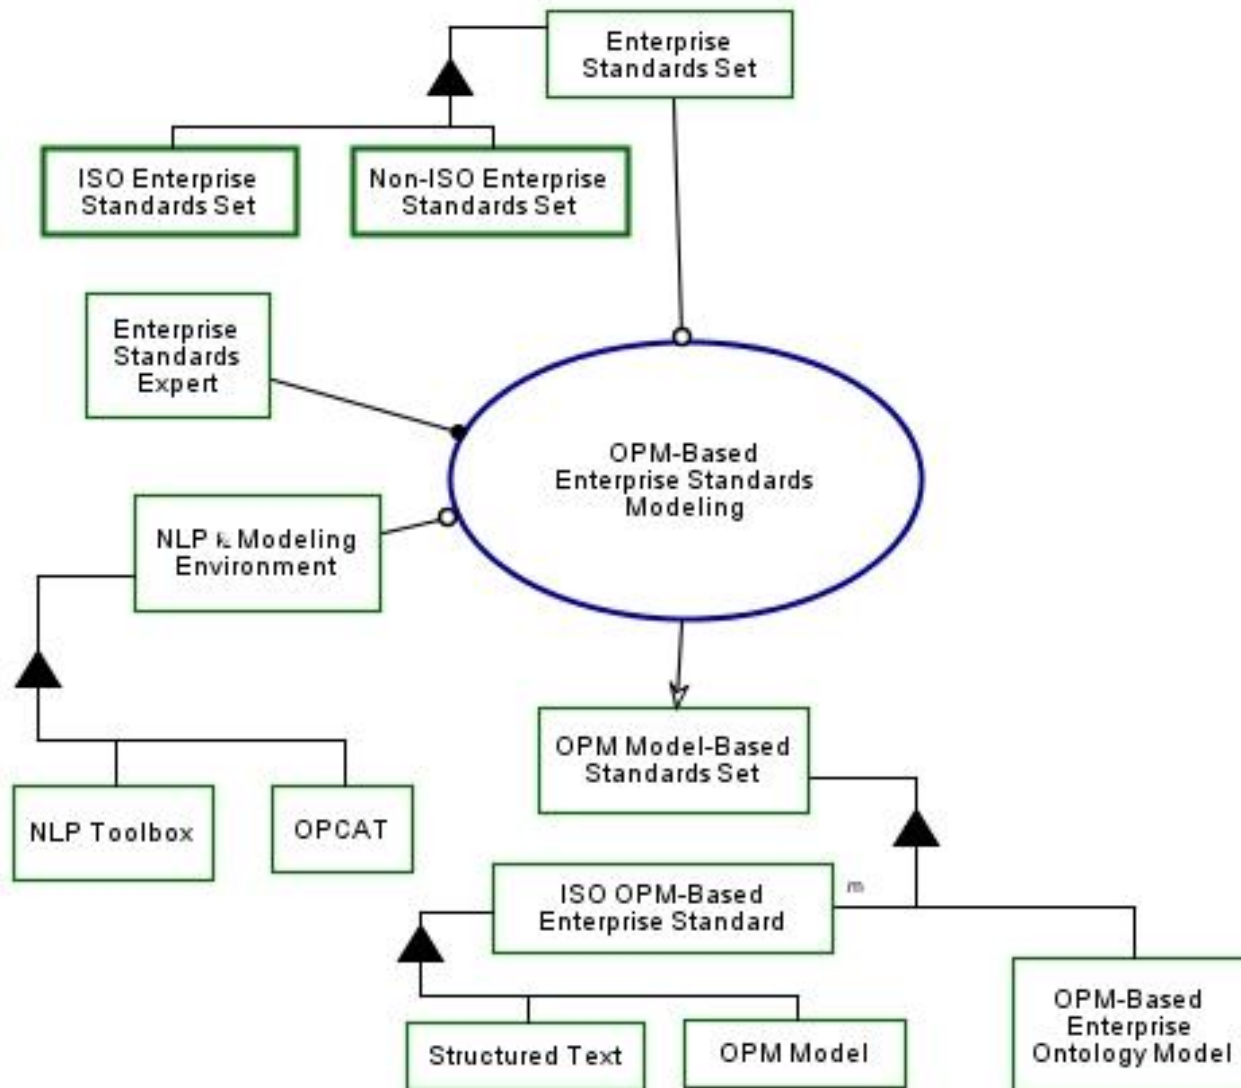 Enterprise
Standards Set
ISO Enterprise
Standards Set
Non-ISO Enterprise
Standards Set
Enterprise
Standards
Expert
OPM-Based
Enterprise Standards
Modeling
NLP & Modeling
Environment
NLP Toolbox
OPCAT
OPM Model-Based
Standards Set
ISO OPM-Based
Enterprise Standard
m
Structured Text
OPM Model
OPM-Based
Enterprise
Ontology Model